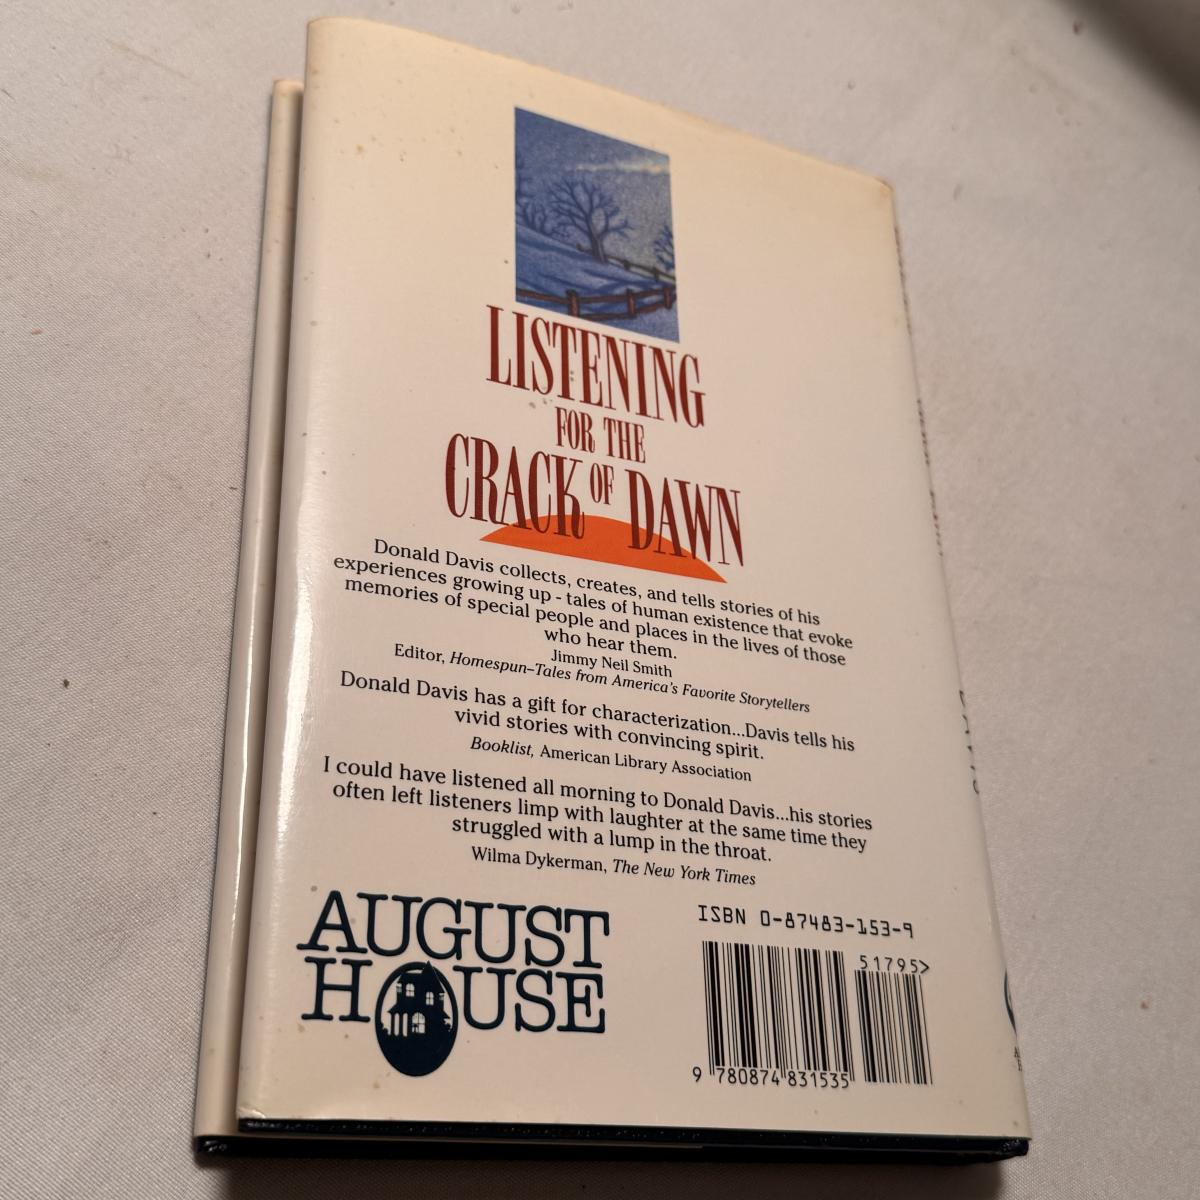 LISTENING
FOR THE
CRACK OF DAWN
Donald Davis collects, creates, and tells stories of his
experiences growing up - tales of human existence that evoke
memories of special people and places in the lives of those
who hear them.
Jimmy Neil Smith
Editor, Homespun–Tales from America's Favorite Storytellers
Donald Davis has a gift for characterization...Davis tells his
vivid stories with convincing spirit.
Booklist, American Library Association
I could have listened all morning to Donald Davis...his stories
often left listeners limp with laughter at the same time they
struggled with a lump in the throat.
Wilma Dykerman, The New York Times
AUGUST
HOUSE
ISBN 0-87483-153-9
51795>
9 780874 831535